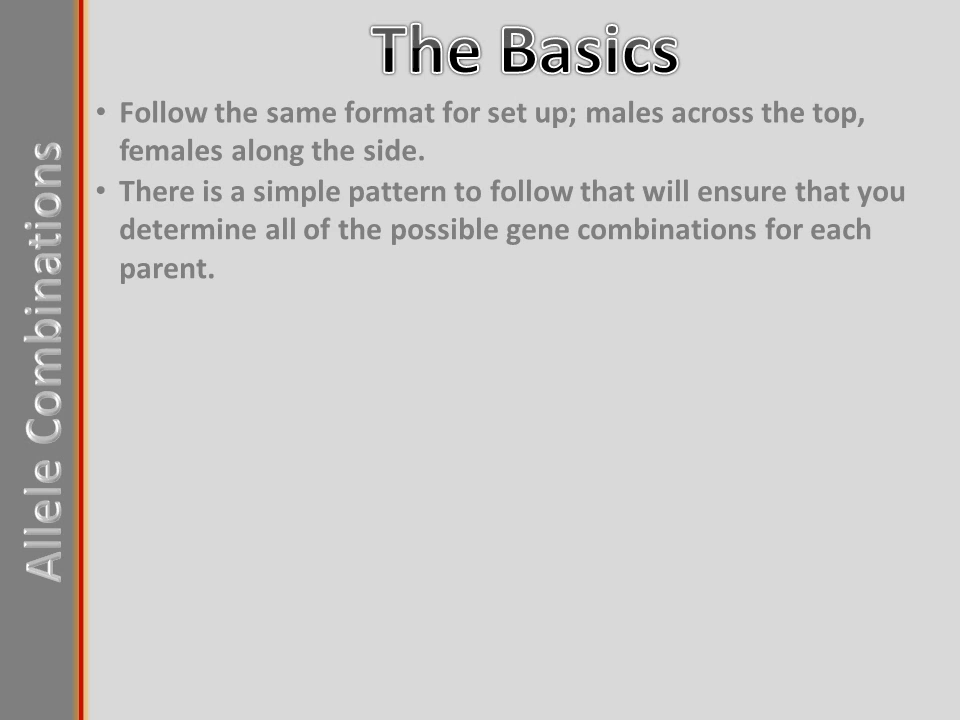 The Basics
• Follow the same format for set up; males across the top,
females along the side.
• There is a simple pattern to follow that will ensure that you
determine all of the possible gene combinations for each
parent.
Allele Combinations